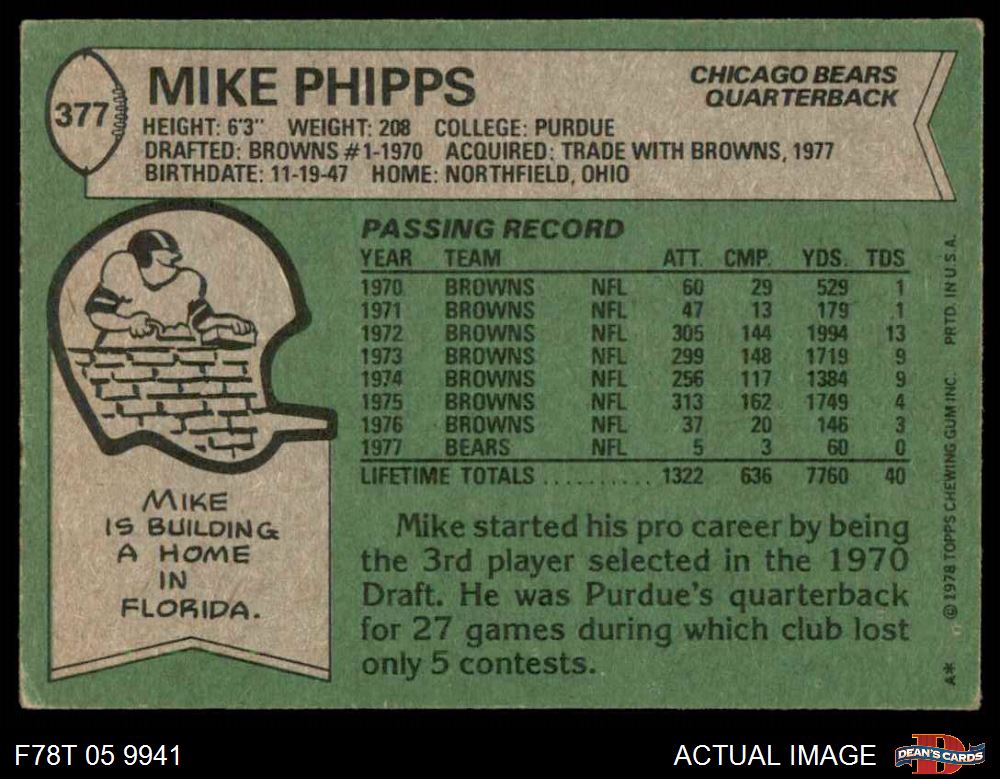 377
MIKE PHIPPS
CHICAGO BEARS
QUARTERBACK
HEIGHT: 6'3" WEIGHT: 208 COLLEGE: PURDUE
DRAFTED: BROWNS #1-1970 ACQUIRED: TRADE WITH BROWNS, 1977
BIRTHDATE: 11-19-47 HOME: NORTHFIELD, OHIO
PASSING RECORD
YEAR TEAM ATT. CMP. YDS. TDS
1970 BROWNS NFL 60 29 529 1
1971 BROWNS NFL 47 13 179 1
1972 BROWNS NFL 305 144 1994 13
1973 BROWNS NFL 299 148 1719 9
1974 BROWNS NFL 256 117 1384 9
1975 BROWNS NFL 313 162 1749 4
1976 BROWNS NFL 37 20 146 3
1977 BEARS NFL 5 3 60 0
LIFETIME TOTALS .......... 1322 636 7760 40
MIKE
IS BUILDING
A HOME
IN
FLORIDA.
Mike started his pro career by being
the 3rd player selected in the 1970
Draft. He was Purdue's quarterback
for 27 games during which club lost
only 5 contests.
A* © 1978 TOPPS CHEWING GUM INC. PRTD. IN U.S.A.
F78T 05 9941
ACTUAL IMAGE
DEAN'S CARDS